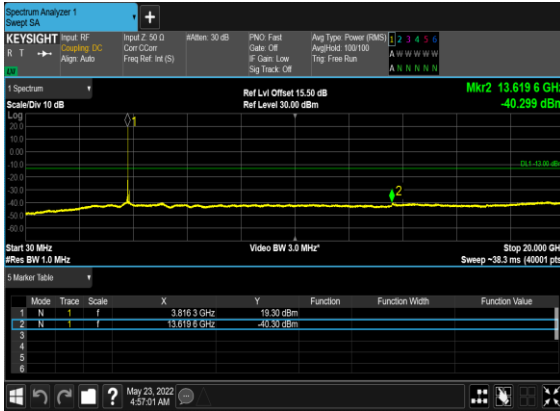 Spectrum Analyzer 1
Swept SA
+
KEYSIGHT Input: RF Input Z: 50 Ω #Atten: 30 dB PNO: Fast Avg Type: Power (RMS) 1 2 3 4 5 6
R T Coupling: DC Corr CCorr Gate: Off Avg|Hold: 100/100 A W W W W W
Align: Auto Freq Ref: Int (S) IF Gain: Low Trig: Free Run
LXI Sig Track: Off A N N N N N
1 Spectrum Ref Lvl Offset 15.50 dB Mkr2 13.619 6 GHz
Scale/Div 10 dB Ref Level 30.00 dBm -40.299 dBm
Log
20.0
10.0
0.00
-10.0 DL1 -13.00 dBm
-20.0
-30.0
-40.0
-50.0
-60.0
1
2
Start 30 MHz Video BW 3.0 MHz* Stop 20.000 GH
#Res BW 1.0 MHz Sweep ~38.3 ms (40001 pts
5 Marker Table
Mode Trace Scale X Y Function Function Width Function Value
1 N 1 f 3.816 3 GHz 19.30 dBm
2 N 1 f 13.619 6 GHz -40.30 dBm
3
4
5
6
? May 23, 2022
4:57:01 AM